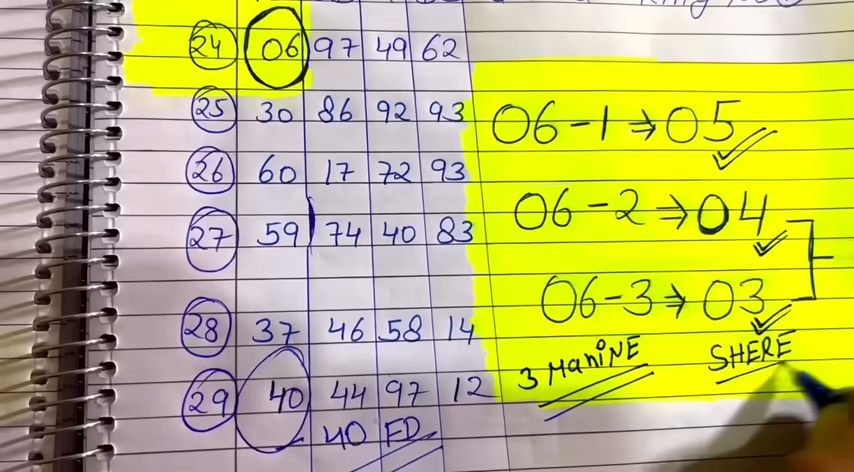 24 06 97 49 62
25 30 86 92 93
26 60 17 72 93
27 59 74 40 83
28 37 46 58 14
29 40 44 97 12
40 FD
06-1⇒05
06-2⇒04
06-3→03
3 MANiNE
SHERE